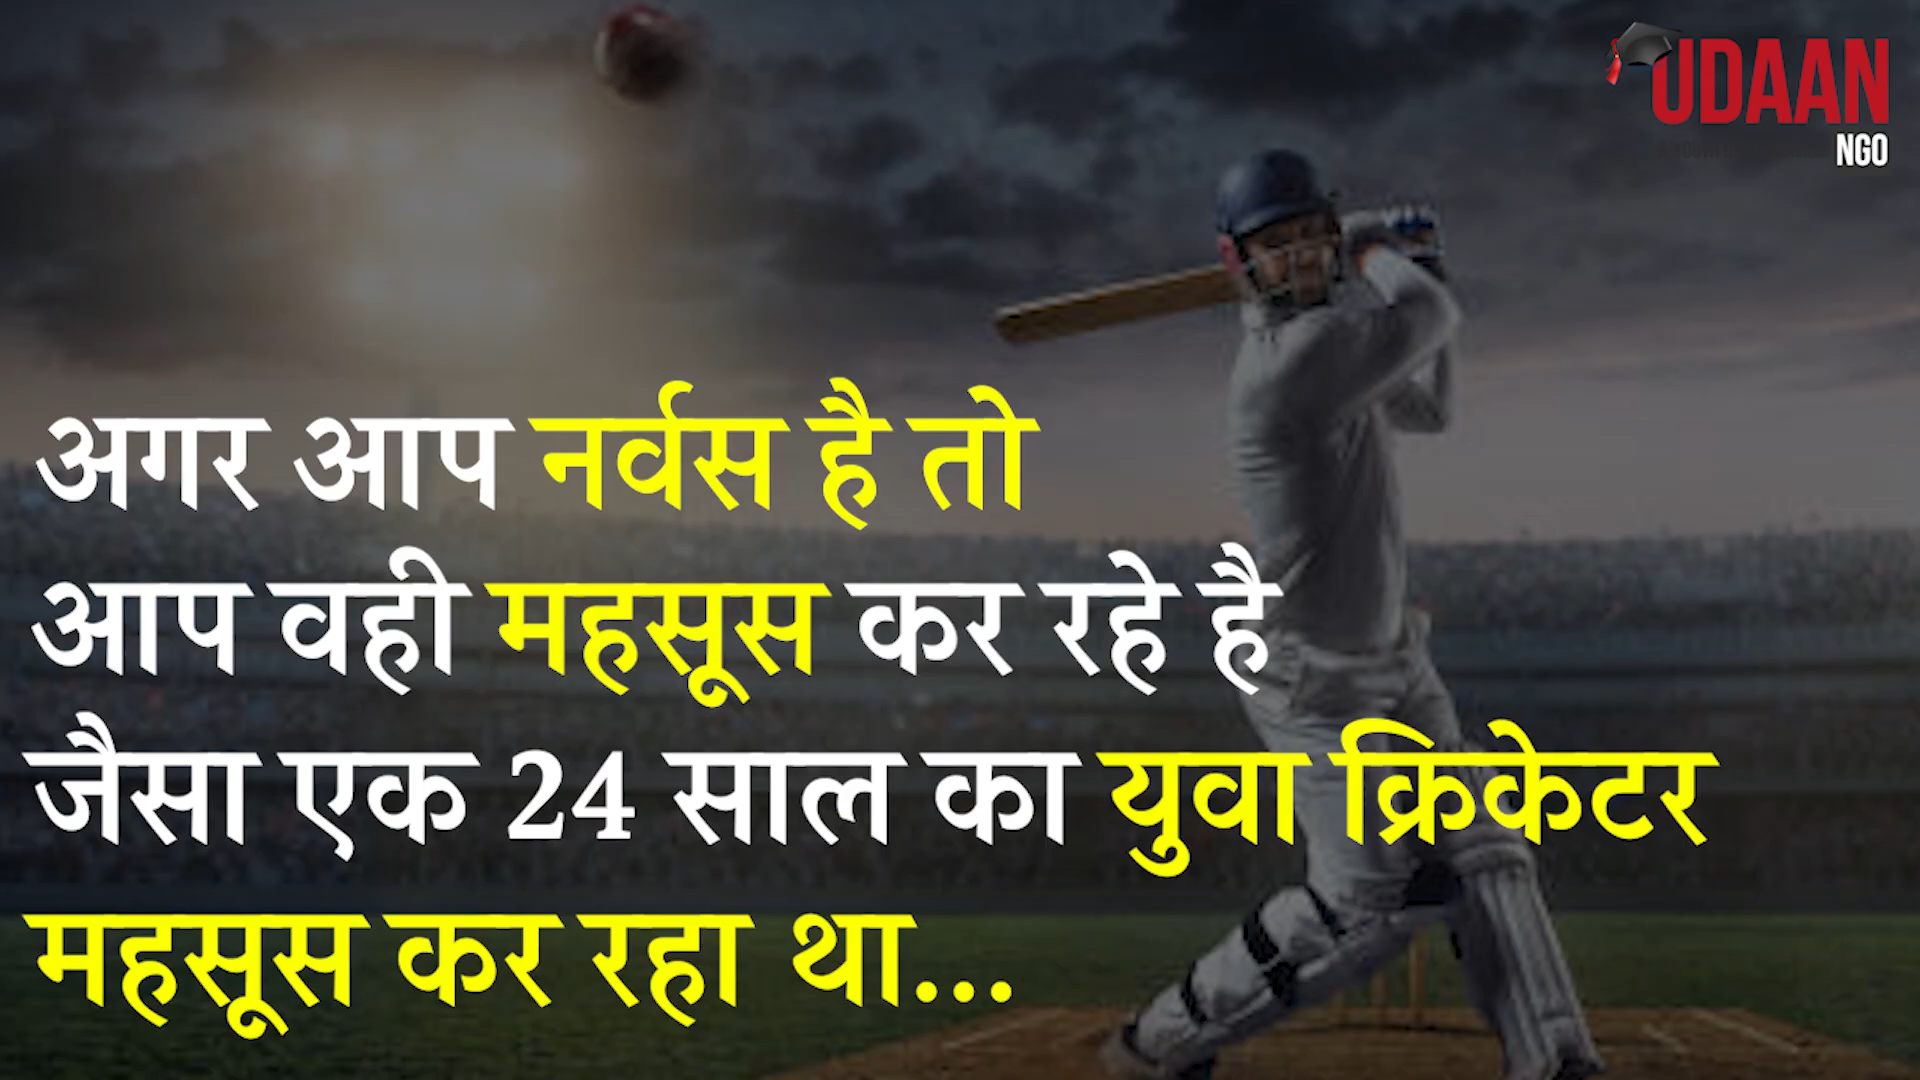 UDAAN
NGO
अगर आप नर्वस है तो
आप वही महसूस कर रहे है
जैसा एक 24 साल का युवा क्रिकेटर
महसूस कर रहा था...